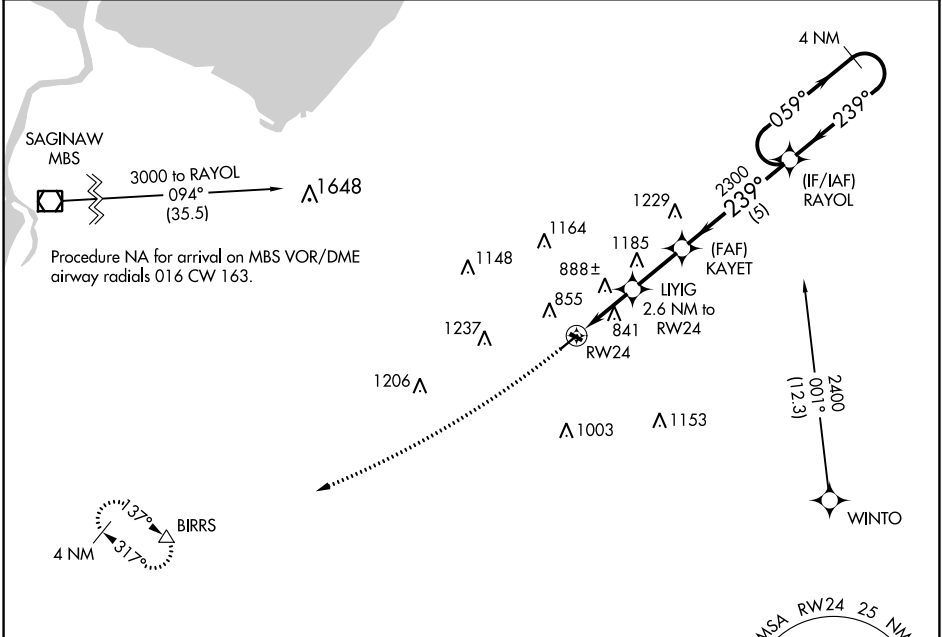 4 NM
059°
239°
SAGINAW
MBS
3000 to RAYOL
094°
(35.5)
1648
Procedure NA for arrival on MBS VOR/DME
airway radials 016 CW 163.
2300
239°
(5)
(IF/IAF)
RAYOL
1229
1164
1185
(FAF)
KAYET
1148
888±
LIYIG
2.6 NM to
RW24
855
841
1237
RW24
1206
2400
001°
(12.3)
1003
1153
WINTO
137°
BIRRS
317°
4 NM
MSA RW24 25 NM